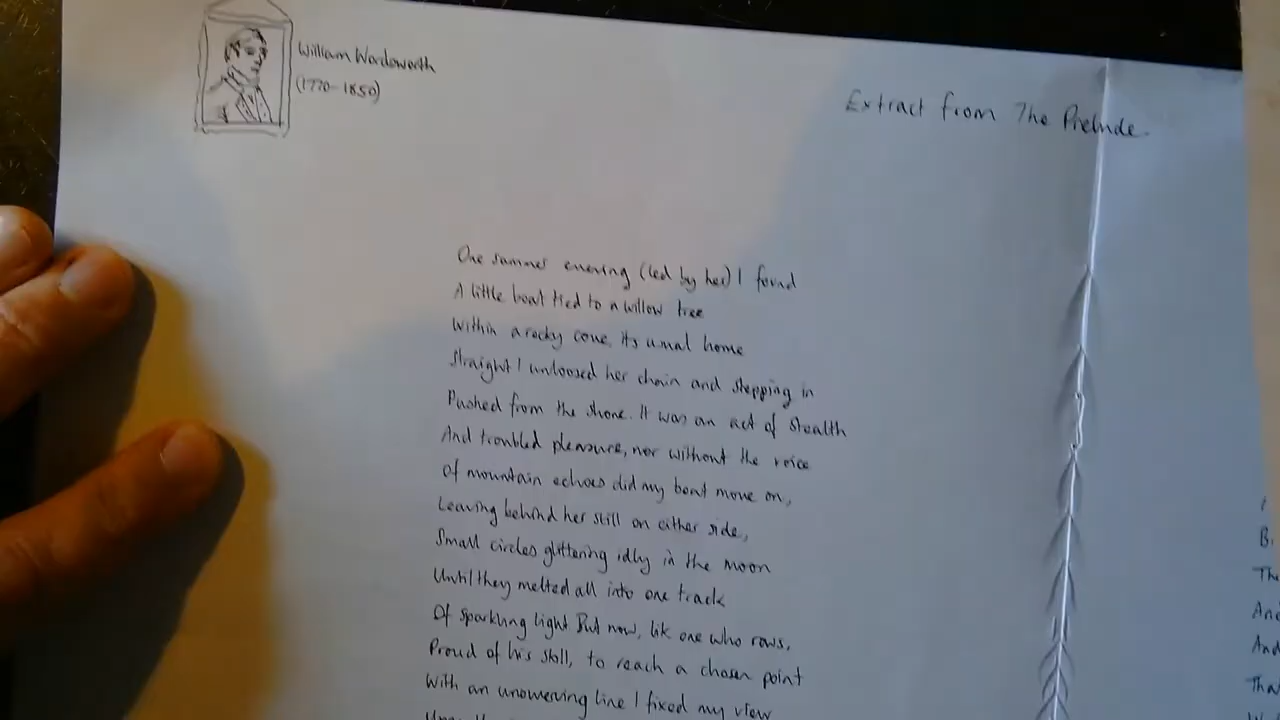 William Wordsworth
(1770-1850)
Extract from The Prelude.
One summer evening (led by her) I found
A little boat tied to a willow tree
Within a rocky cove, its usual home
Straight I unloosed her chain and stepping in
Pushed from the shore. It was an act of stealth
And troubled pleasure, nor without the voice
Of mountain echoes did my boat move on,
Leaving behind her still on either side,
Small circles glittering idly in the moon
Until they melted all into one track
Of sparkling light But now, lik one who rows,
Proud of his skill, to reach a chosen point
With an unswerving line I fixed my view
B
The
And
And
That